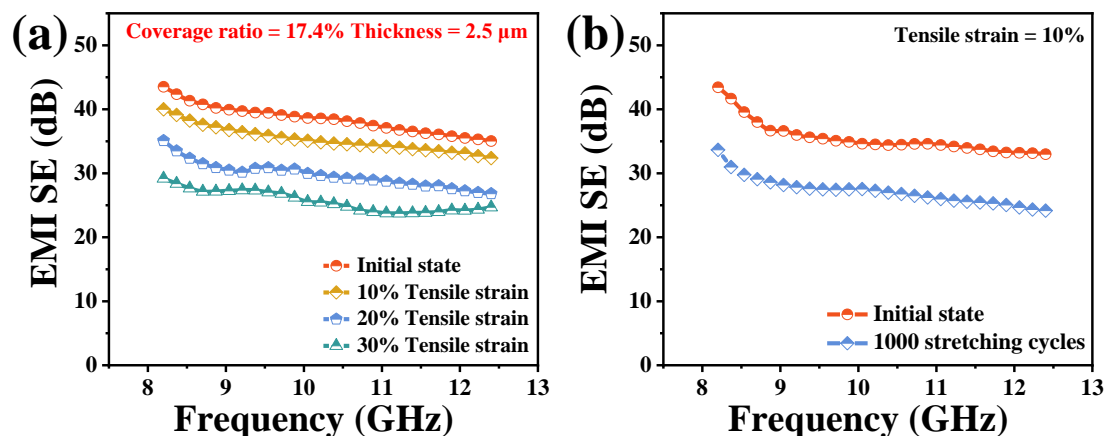 (a)
Coverage ratio = 17.4% Thickness = 2.5 μm
50
40
30
20
10
0
EMI SE (dB)
Initial state
10% Tensile strain
20% Tensile strain
30% Tensile strain
8 9 10 11 12 13
Frequency (GHz)
(b)
Tensile strain = 10%
50
40
30
20
10
0
EMI SE (dB)
Initial state
1000 stretching cycles
8 9 10 11 12 13
Frequency (GHz)